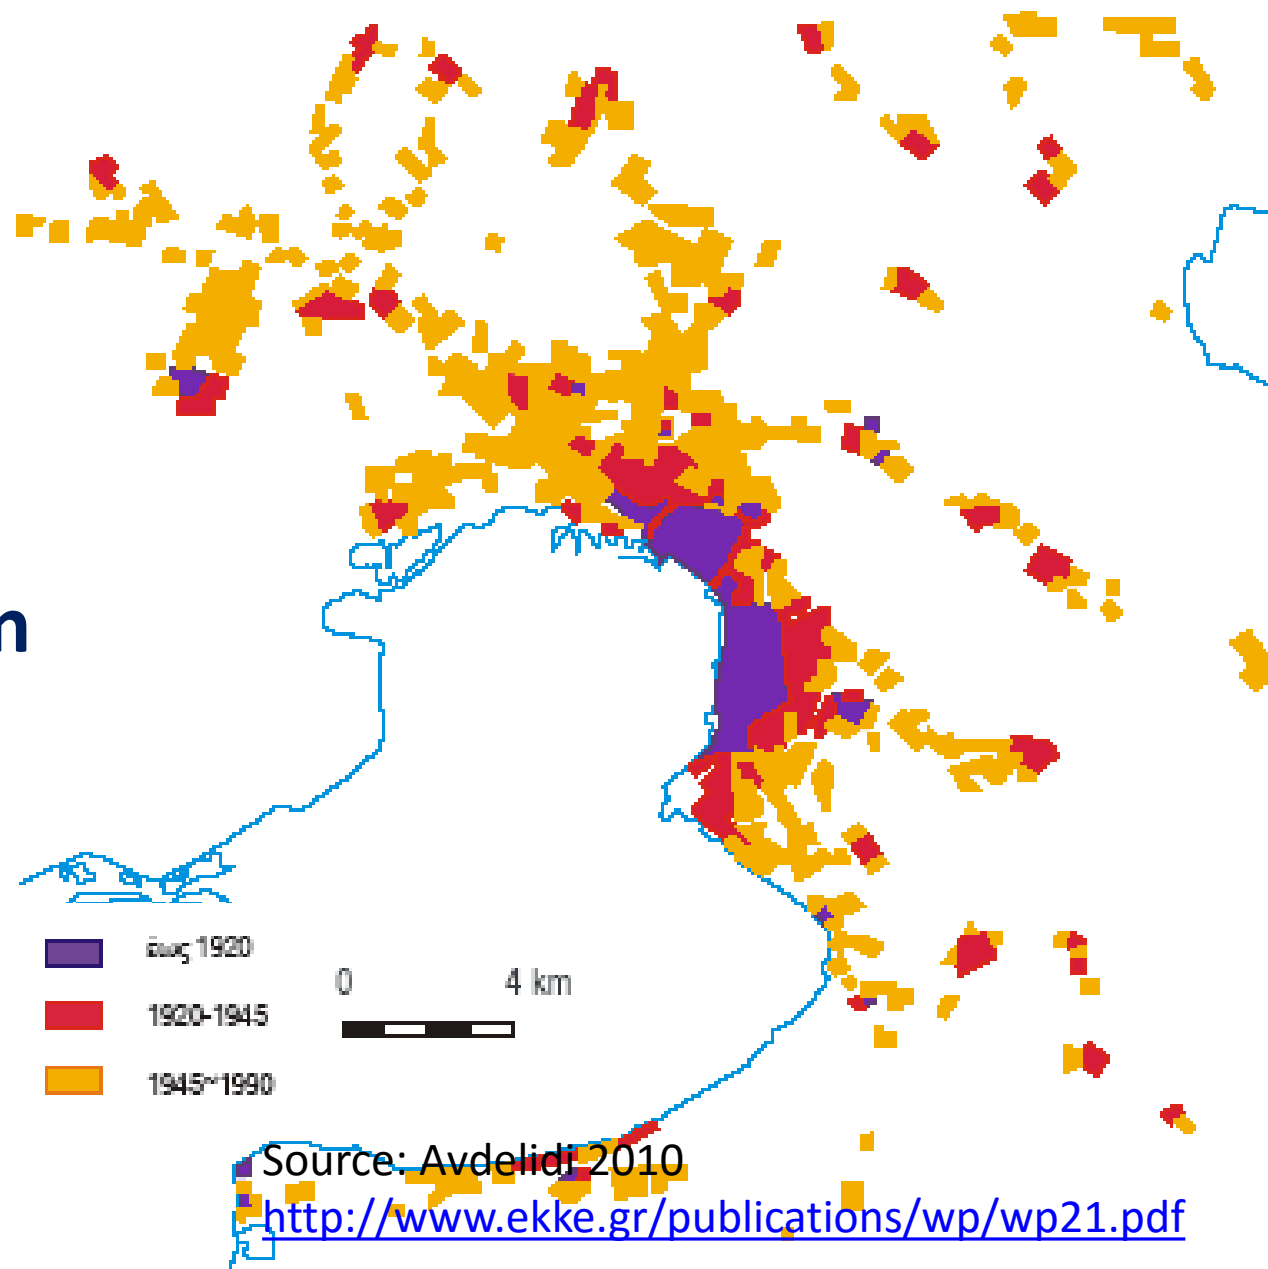 έως 1920
1920-1945
1945~1990
0 4 km
Source: Avdelidi 2010
http://www.ekke.gr/publications/wp/wp21.pdf